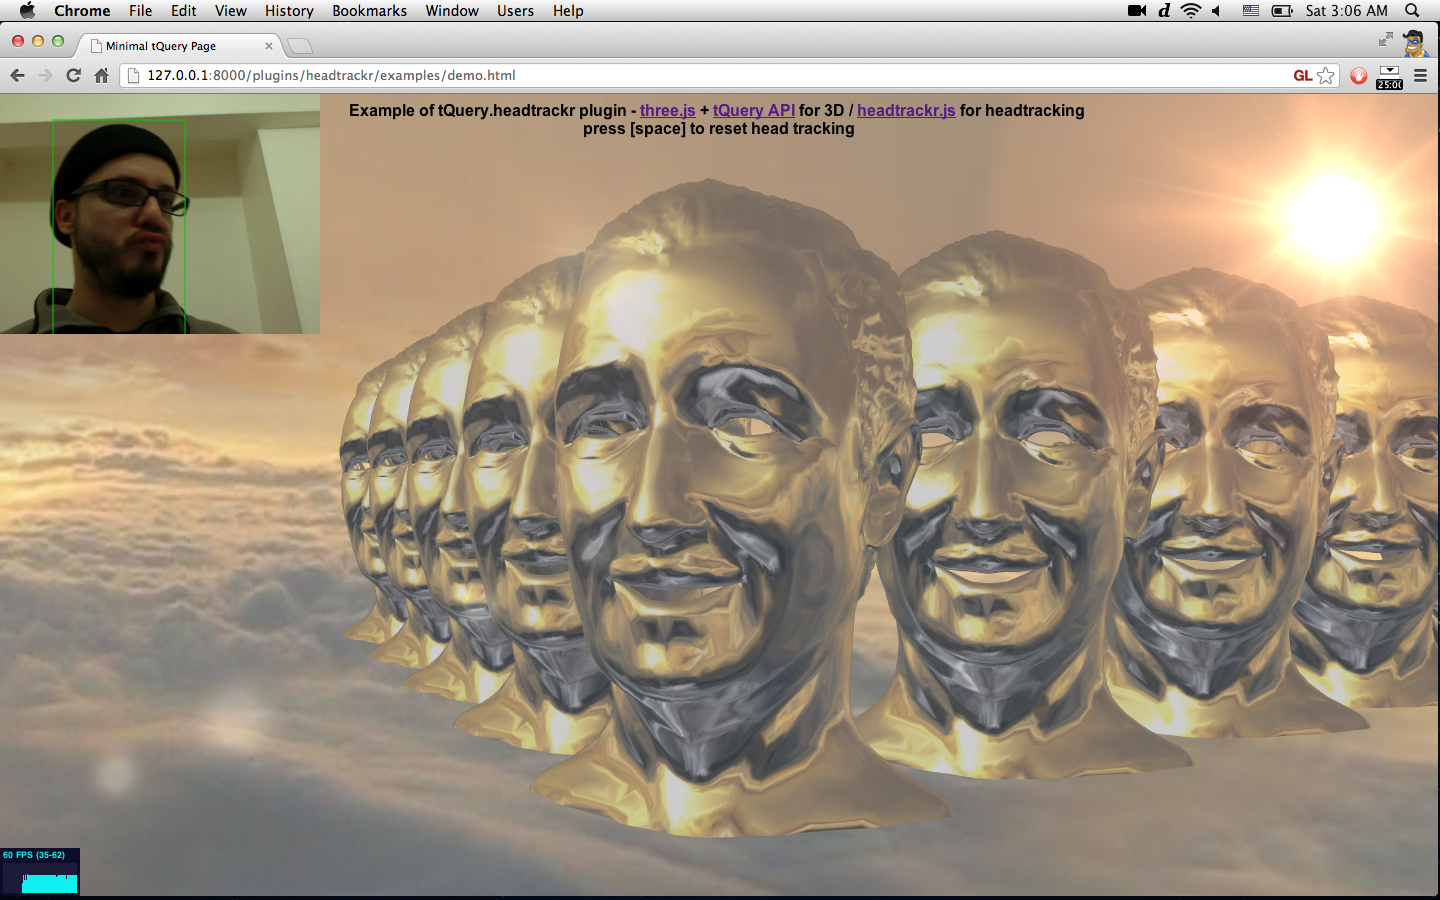 Chrome File Edit View History Bookmarks Window Users Help
d
Sat 3:06 AM
Minimal tQuery Page
127.0.0.1:8000/plugins/headtrackr/examples/demo.html
GL
25:00
Example of tQuery.headtrackr plugin - three.js + tQuery API for 3D / headtrackr.js for headtracking
press [space] to reset head tracking
60 FPS (35-62)